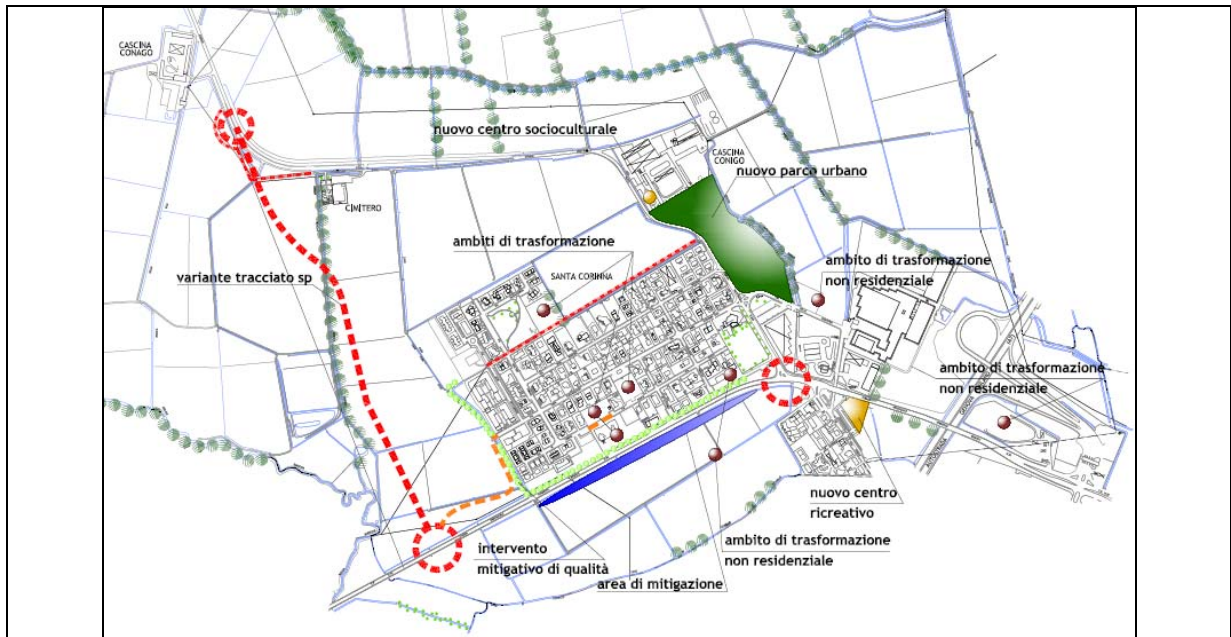 CASCINA
CONAGO
nuovo centro socioculturale
CASCINA
CONIGO
nuovo parco urbano
CIMITERO
ambiti di trasformazione
SANTA CORINNA
variante tracciato sp
ambito di trasformazione
non residenziale
ambito di trasformazione
non residenziale
nuovo centro
ricreativo
intervento
mitigativo di qualità
area di mitigazione
ambito di trasformazione
non residenziale